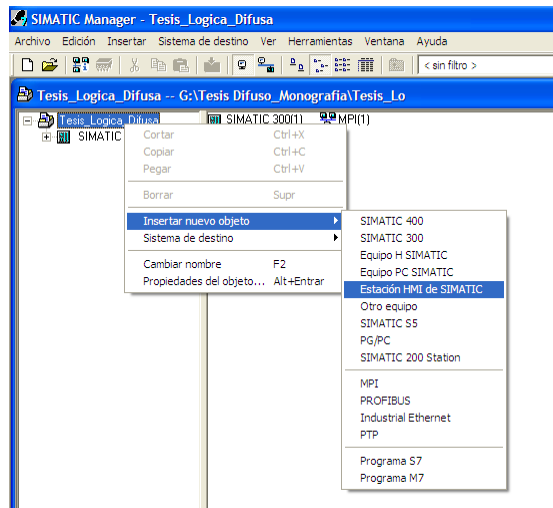 SIMATIC Manager - Tesis_Logica_Difusa
Archivo Edición Insertar Sistema de destino Ver Herramientas Ventana Ayuda
< sin filtro >
Tesis_Logica_Difusa -- G:\Tesis Difuso_Monografia\Tesis_Lo
Tesis_Logica_Difusa
SIMATIC 300(1) MPI(1)
SIMATIC
Cortar Ctrl+X
Copiar Ctrl+C
Pegar Ctrl+V
Borrar Supr
Insertar nuevo objeto
Sistema de destino
Cambiar nombre F2
Propiedades del objeto... Alt+Entrar
SIMATIC 400
SIMATIC 300
Equipo H SIMATIC
Equipo PC SIMATIC
Estación HMI de SIMATIC
Otro equipo
SIMATIC S5
PG/PC
SIMATIC 200 Station
MPI
PROFIBUS
Industrial Ethernet
PTP
Programa S7
Programa M7